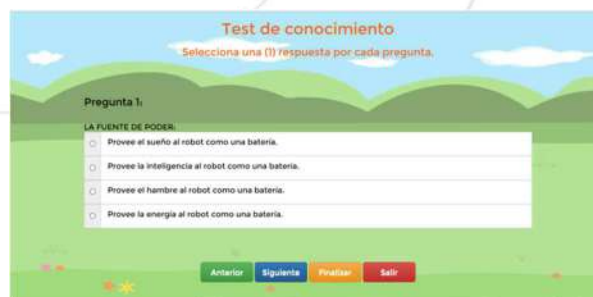 Test de conocimiento
Selecciona una (1) respuesta por cada pregunta.
Pregunta 1:
LA FUENTE DE PODER:
Provee el sueño al robot como una batería.
Provee la inteligencia al robot como una batería.
Provee el hambre al robot como una batería.
Provee la energía al robot como una batería.
Anterior Siguiente Finalizar Salir